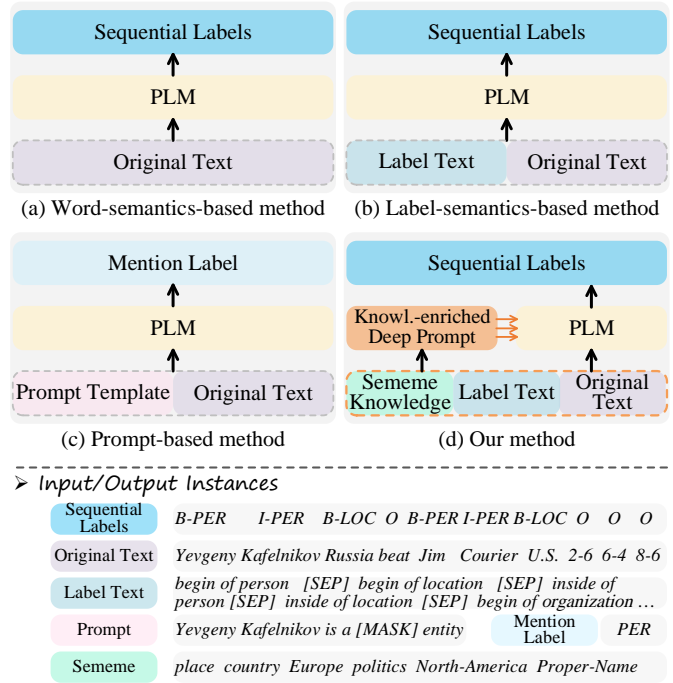 Sequential Labels
PLM
Original Text
(a) Word-semantics-based method
Sequential Labels
PLM
Label Text Original Text
(b) Label-semantics-based method
Mention Label
PLM
Prompt Template Original Text
(c) Prompt-based method
Sequential Labels
Knowl.-enriched
Deep Prompt
PLM
Sememe
Knowledge
Label Text
Original
Text
(d) Our method
➢ Input/Output Instances
Sequential
Labels
B-PER I-PER B-LOC O B-PER I-PER B-LOC O O O
Original Text
Yevgeny Kafelnikov Russia beat Jim Courier U.S. 2-6 6-4 8-6
Label Text
begin of person [SEP] begin of location [SEP] inside of
person [SEP] inside of location [SEP] begin of organization …
Prompt
Yevgeny Kafelnikov is a [MASK] entity
Mention
Label
PER
Sememe
place country Europe politics North-America Proper-Name